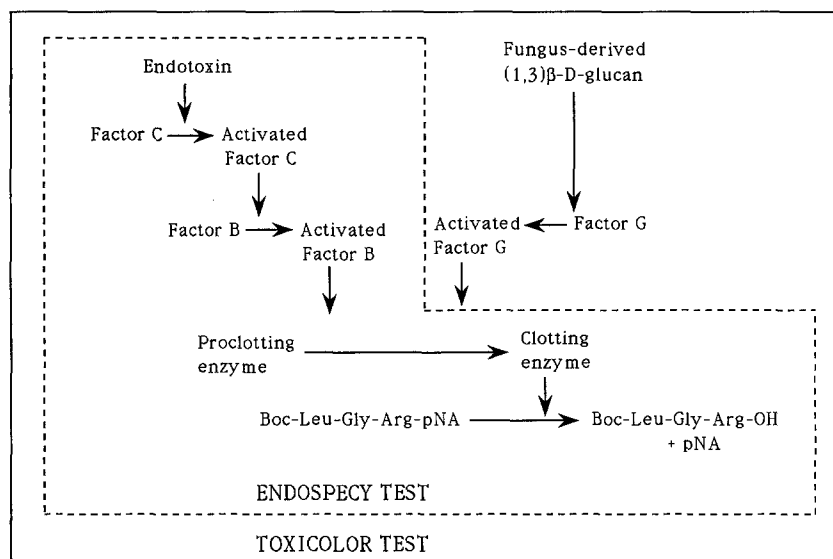 Endotoxin
Fungus-derived
(1,3)β-D-glucan
Factor C
Activated
Factor C
Factor B
Activated
Factor B
Activated
Factor G
Factor G
Proclotting
enzyme
Clotting
enzyme
Boc-Leu-Gly-Arg-pNA
Boc-Leu-Gly-Arg-OH
+ pNA
ENDOSPECY TEST
TOXICOLOR TEST